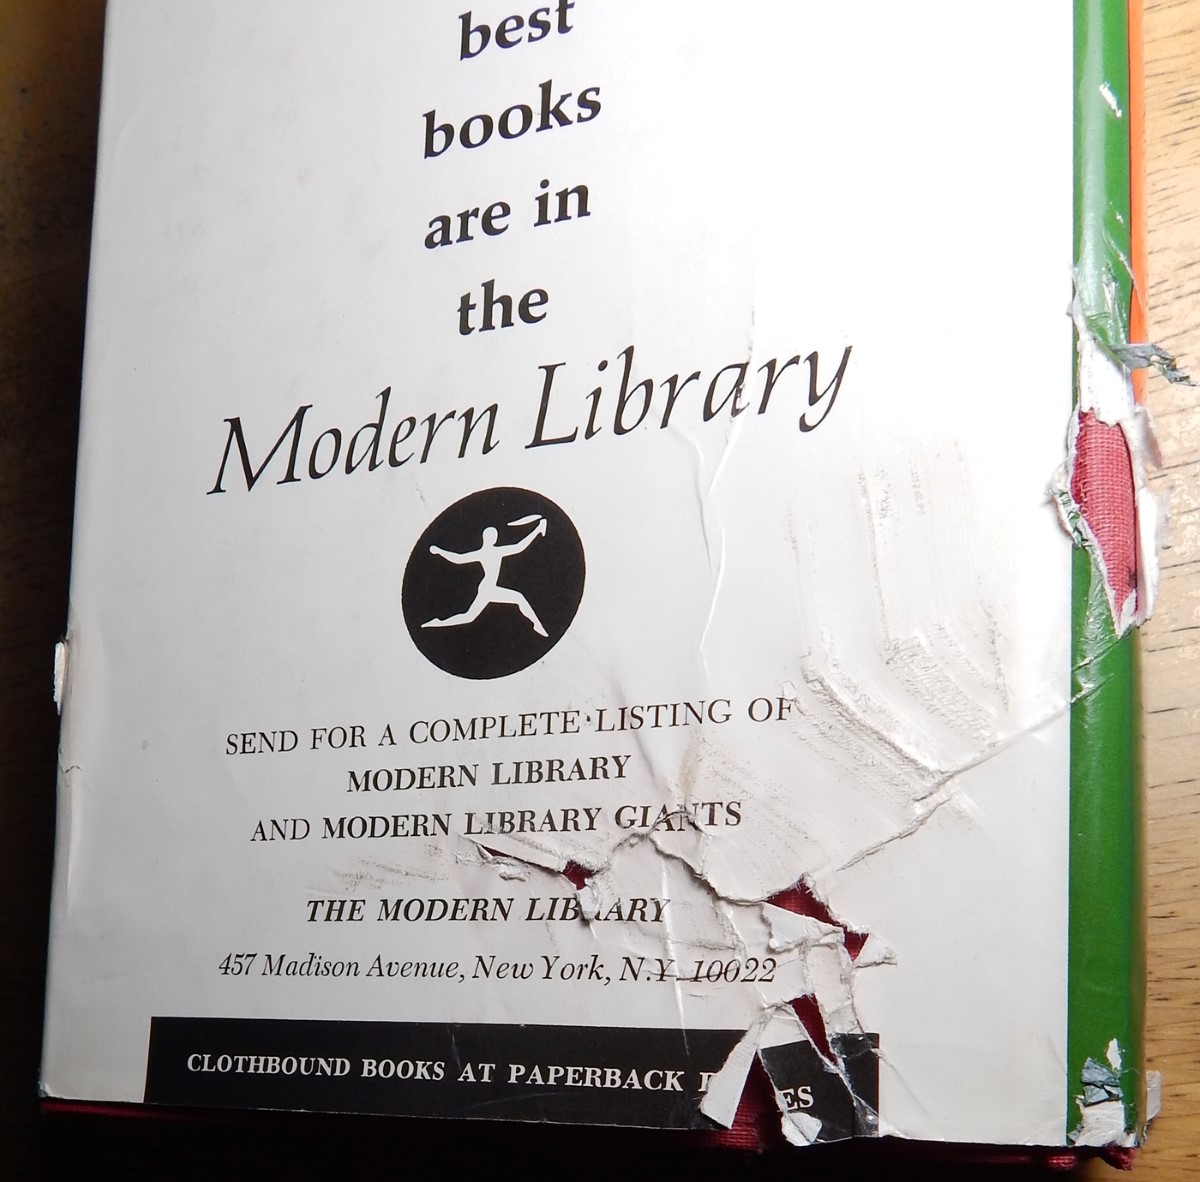 best
books
are in
the
Modern Library
SEND FOR A COMPLETE LISTING OF
MODERN LIBRARY
AND MODERN LIBRARY GIANTS
THE MODERN LIBRARY
457 Madison Avenue, New York, N.Y. 10022
CLOTHBOUND BOOKS AT PAPERBACK